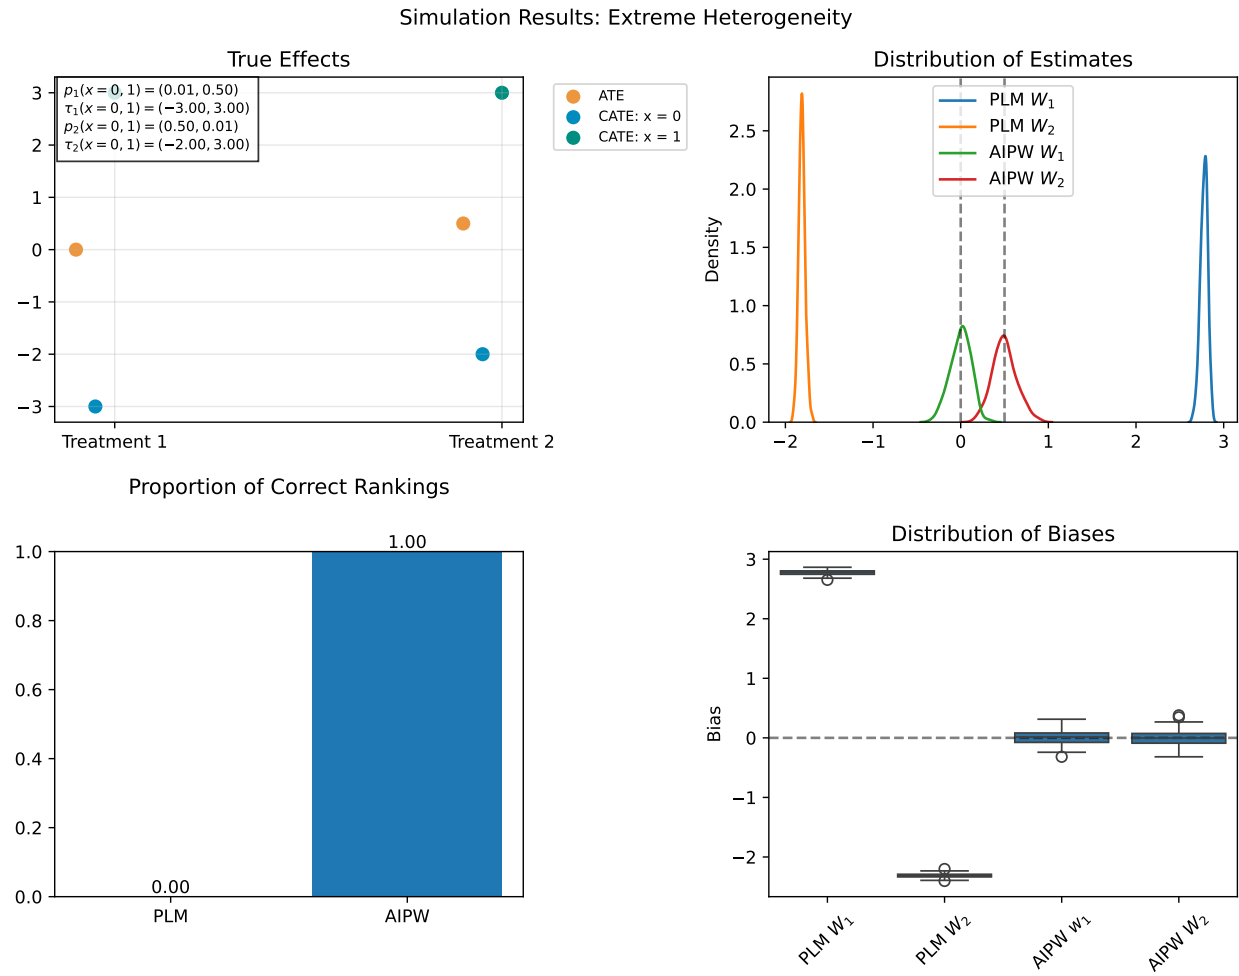 Simulation Results: Extreme Heterogeneity
True Effects
3
2
1
0
−1
−2
−3
p₁(x = 0, 1) = (0.01, 0.50)
τ₁(x = 0, 1) = (−3.00, 3.00)
p₂(x = 0, 1) = (0.50, 0.01)
τ₂(x = 0, 1) = (−2.00, 3.00)
Treatment 1
Treatment 2
ATE
CATE: x = 0
CATE: x = 1
Distribution of Estimates
Density
2.5
2.0
1.5
1.0
0.5
0.0
PLM W₁
PLM W₂
AIPW W₁
AIPW W₂
−2
−1
0
1
2
3
Proportion of Correct Rankings
1.0
0.8
0.6
0.4
0.2
0.0
0.00
1.00
PLM
AIPW
Distribution of Biases
Bias
3
2
1
0
−1
−2
PLM W₁
PLM W₂
AIPW w₁
AIPW W₂